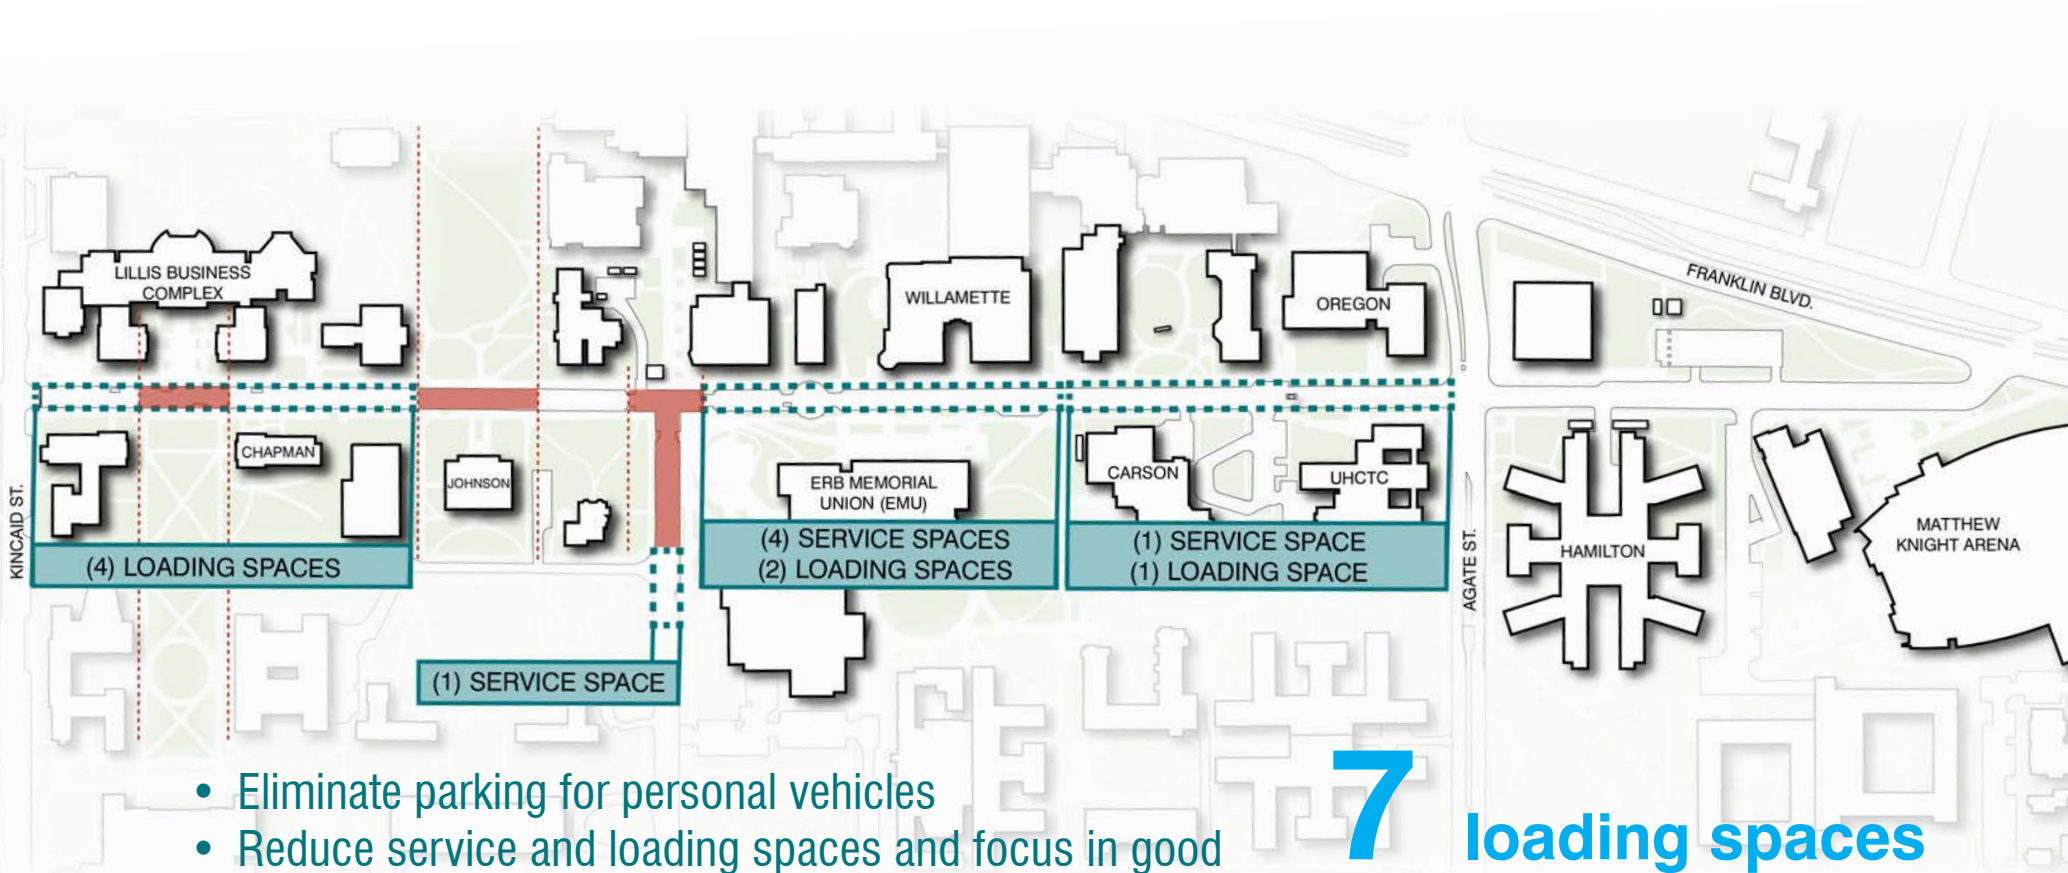 FRANKLIN BLVD.
LILLIS BUSINESS
COMPLEX
WILLAMETTE
OREGON
CHAPMAN
JOHNSON
ERB MEMORIAL
UNION (EMU)
CARSON
UHCTC
KINCAID ST.
AGATE ST.
HAMILTON
MATTHEW
KNIGHT ARENA
(4) LOADING SPACES
(4) SERVICE SPACES
(2) LOADING SPACES
(1) SERVICE SPACE
(1) LOADING SPACE
(1) SERVICE SPACE
• Eliminate parking for personal vehicles
• Reduce service and loading spaces and focus in good
7 loading spaces